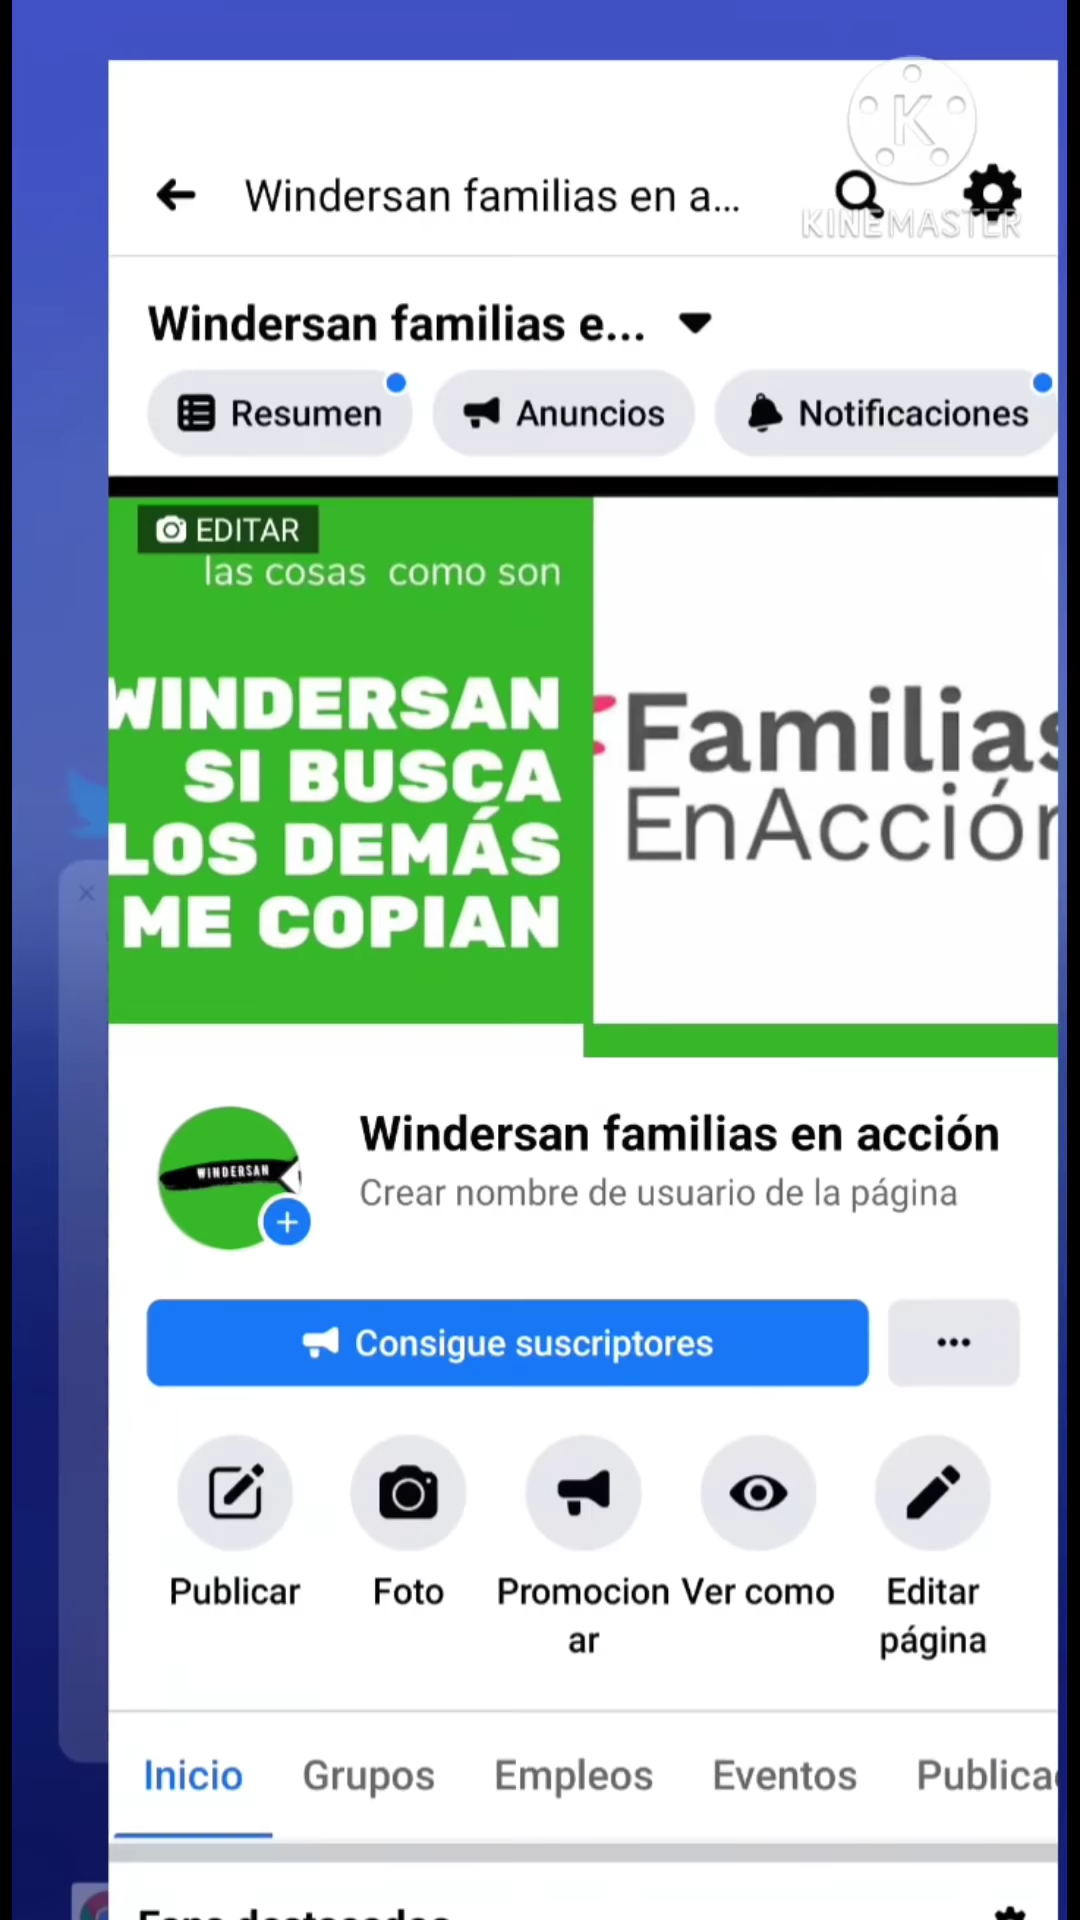 Windersan familias en a...
KINEMASTER
Windersan familias e...
Resumen
Anuncios
Notificaciones
EDITAR
las cosas como son
WINDERSAN
SI BUSCA
LOS DEMÁS
ME COPIAN
Familias
EnAcción
WINDERSAN
Windersan familias en acción
Crear nombre de usuario de la página
Consigue suscriptores
Publicar
Foto
Promocion
ar
Ver como
Editar
página
Inicio
Grupos
Empleos
Eventos
Publica